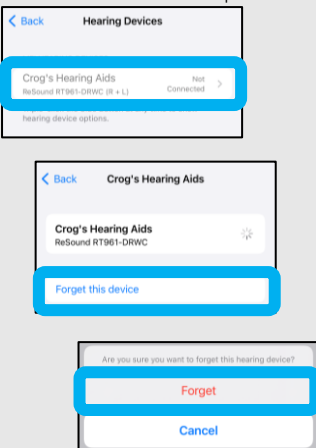 Back
Hearing Devices
Crog's Hearing Aids
Not
Connected
ReSound RT961-DRWC (R + L)
hearing device options.
Back
Crog's Hearing Aids
Crog's Hearing Aids
ReSound RT961-DRWC
Forget this device
Are you sure you want to forget this hearing device?
Forget
Cancel